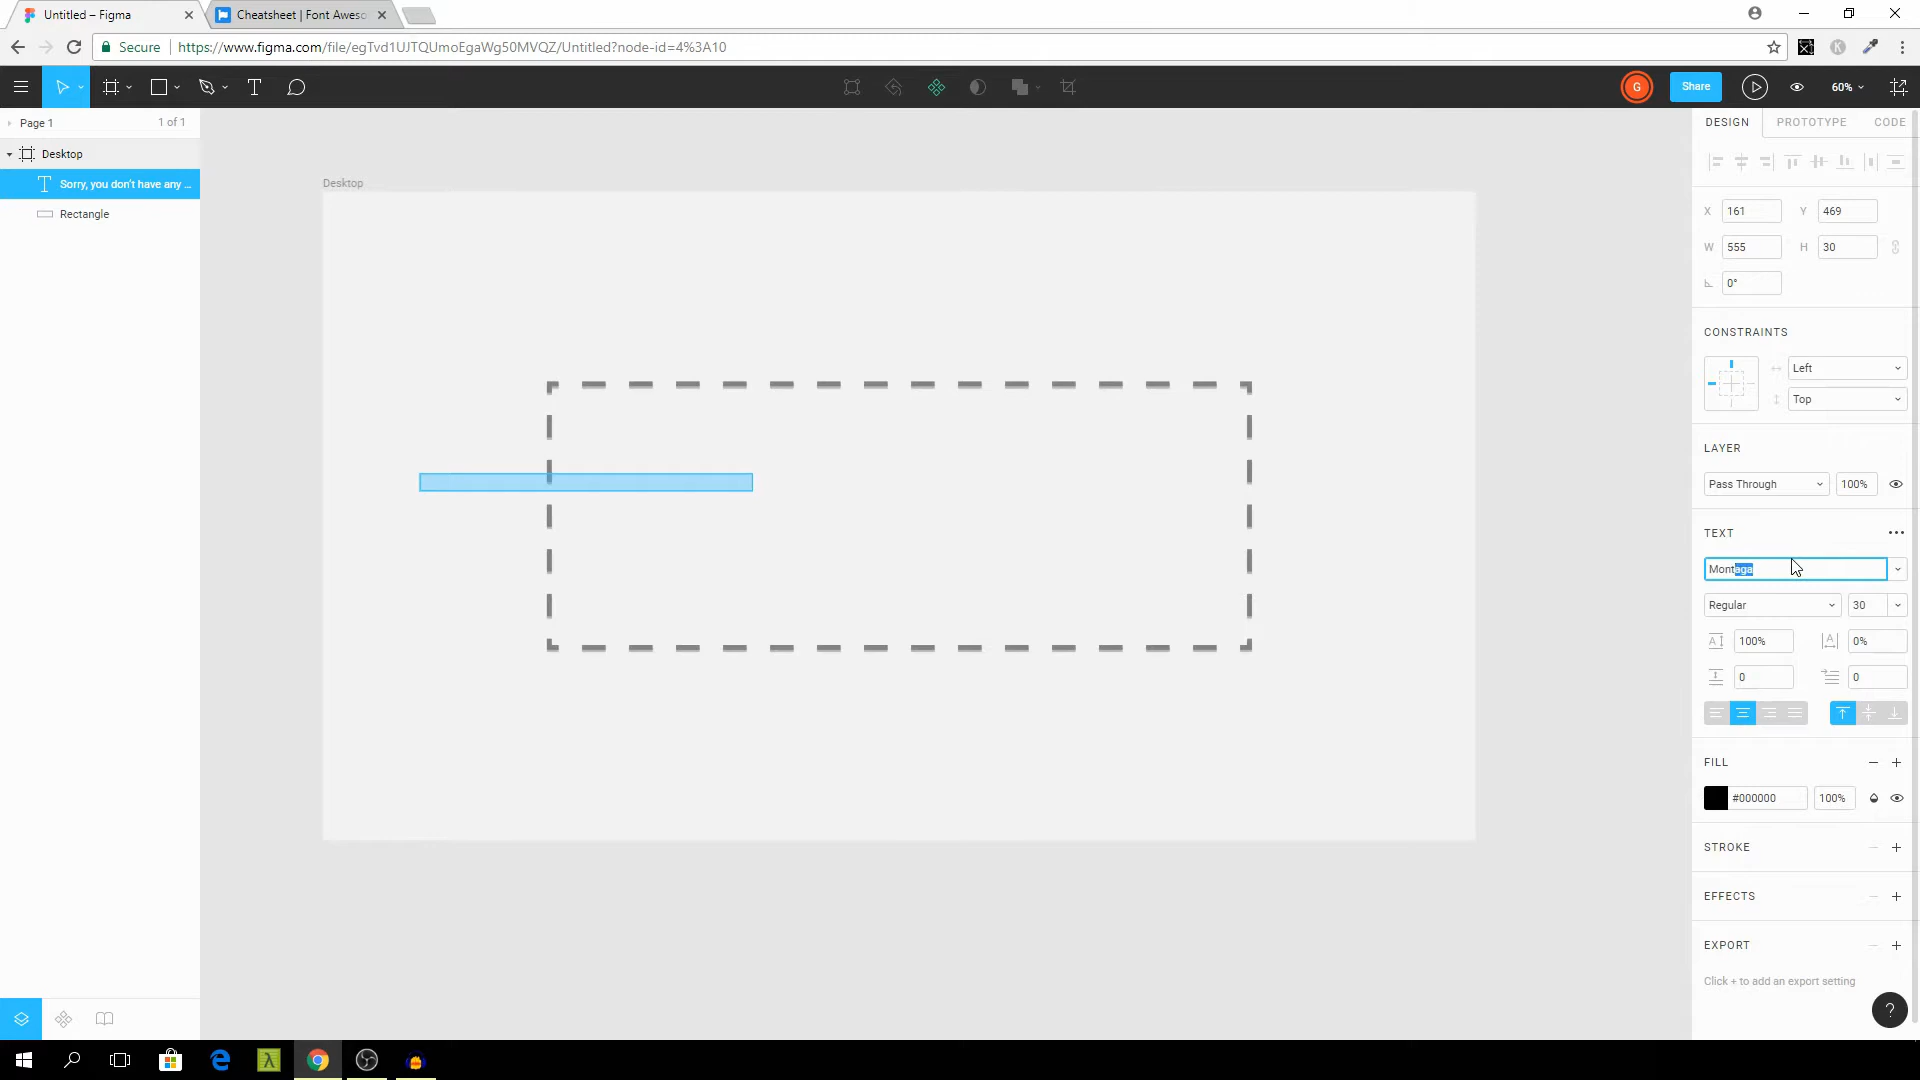 Untitled – Figma
Cheatsheet | Font Aweso
Secure
https://www.figma.com/file/egTvd1UJTQUmoEgaWg50MVQZ/Untitled?node-id=4%3A10
G
Share
60%
Page 1
1 of 1
DESIGN
PROTOTYPE
CODE
Desktop
Sorry, you don't have any ...
Rectangle
Desktop
X 161
Y 469
W 555
H 30
0°
CONSTRAINTS
Left
Top
LAYER
Pass Through
100%
TEXT
Montaga
Regular
30
100%
0%
0
0
FILL
#000000
100%
STROKE
EFFECTS
EXPORT
Click + to add an export setting
?